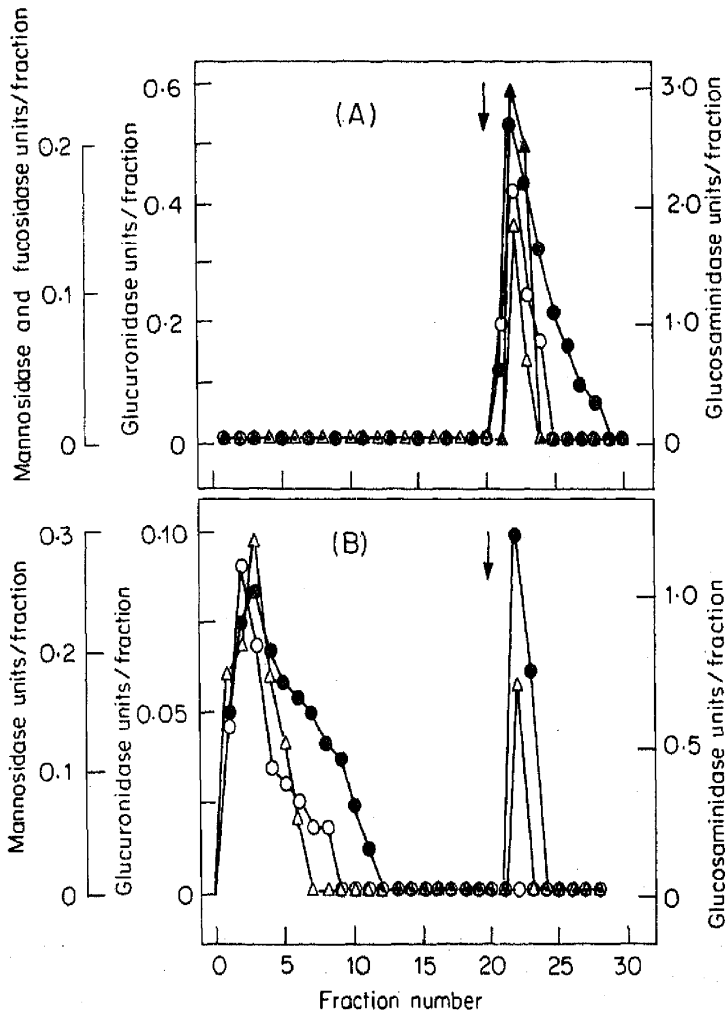 Mannosidase and fucosidase units/fraction
0.2
0.1
0
Glucuronidase units/fraction
0.6
0.4
0.2
0
(A)
3.0
2.0
1.0
0
Glucosaminidase units/fraction
Mannosidase units/fraction
0.3
0.2
0.1
0
Glucuronidase units/fraction
0.10
0.05
0
(B)
1.0
0.5
0
Glucosaminidase units/fraction
0 5 10 15 20 25 30
Fraction number